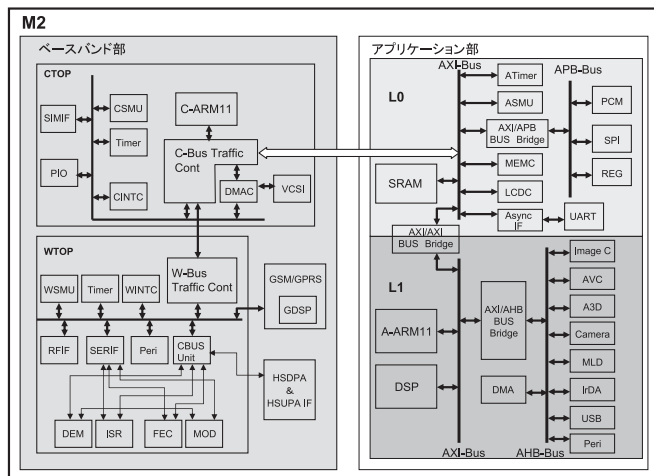 M2
ベースバンド部
CTOP
SIMIF
CSMU
C-ARM11
Timer
C-Bus Traffic
Cont
PIO
CINTC
DMAC
VCSI
WTOP
W-Bus
Traffic Cont
WSMU
Timer
WINTC
GSM/GPRS
GDSP
RFIF
SERIF
Peri
CBUS
Unit
HSDPA
&
HSUPA IF
DEM
ISR
FEC
MOD
アプリケーション部
AXI-Bus
L0
ATimer
APB-Bus
ASMU
PCM
AXI/APB
BUS Bridge
SPI
MEMC
SRAM
REG
LCDC
Async
IF
UART
AXI/AXI
BUS Bridge
L1
Image C
AVC
A-ARM11
AXI/AHB
BUS
Bridge
A3D
Camera
MLD
DSP
DMA
IrDA
USB
Peri
AXI-Bus
AHB-Bus